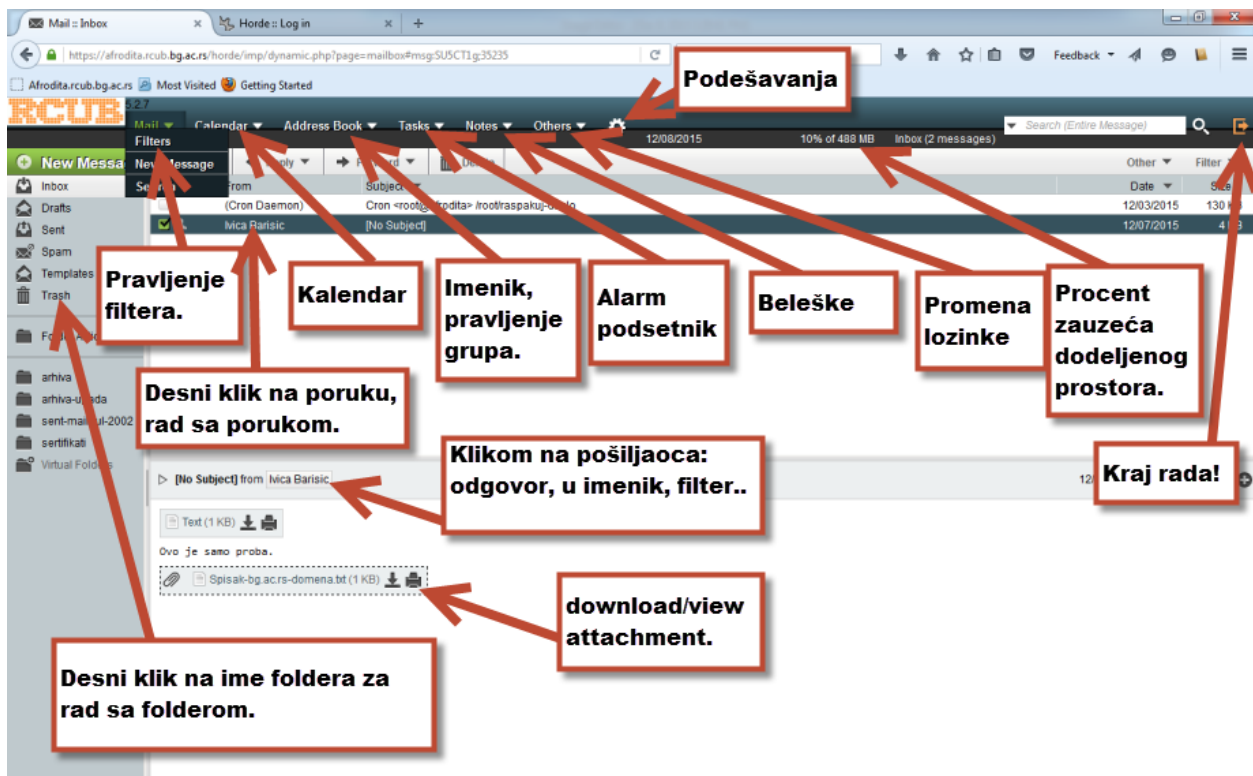 Mail :: Inbox
Horde :: Log in
https://afrodita.rcub.bg.ac.rs/horde/imp/dynamic.php?page=mailbox#msg:SU5CT1g;35235
Feedback
Afrodita.rcub.bg.ac.rs
Most Visited
Getting Started
RCUB
5.2.7
Podešavanja
Mail
Calendar
Address Book
Tasks
Notes
Others
Search (Entire Message)
12/08/2015
10% of 488 MB
Inbox (2 messages)
Filters
New Message
Search
New Messa
Other
Filter
From
Subject
Date
(Cron Daemon)
12/03/2015
130 KB
Ivica Barisic
[No Subject]
12/07/2015
4
Inbox
Drafts
Sent
Spam
Templates
Trash
arhiva
sent-mail-jul-2002
sertifikati
Virtual Folders
Pravljenje
filtera.
Kalendar
Imenik,
pravljenje
grupa.
Alarm
podsetnik
Beleške
Promena
lozinke
Procent
zauzeća
dodeljenog
prostora.
Desni klik na poruku,
rad sa porukom.
Klikom na pošiljaoca:
odgovor, u imenik, filter..
Kraj rada!
[No Subject] from Ivica Barisic
12/
Text (1 KB)
Ovo je samo proba.
Spisak-bg.ac.rs-domena.txt (1 KB)
download/view
attachment.
Desni klik na ime foldera za
rad sa folderom.